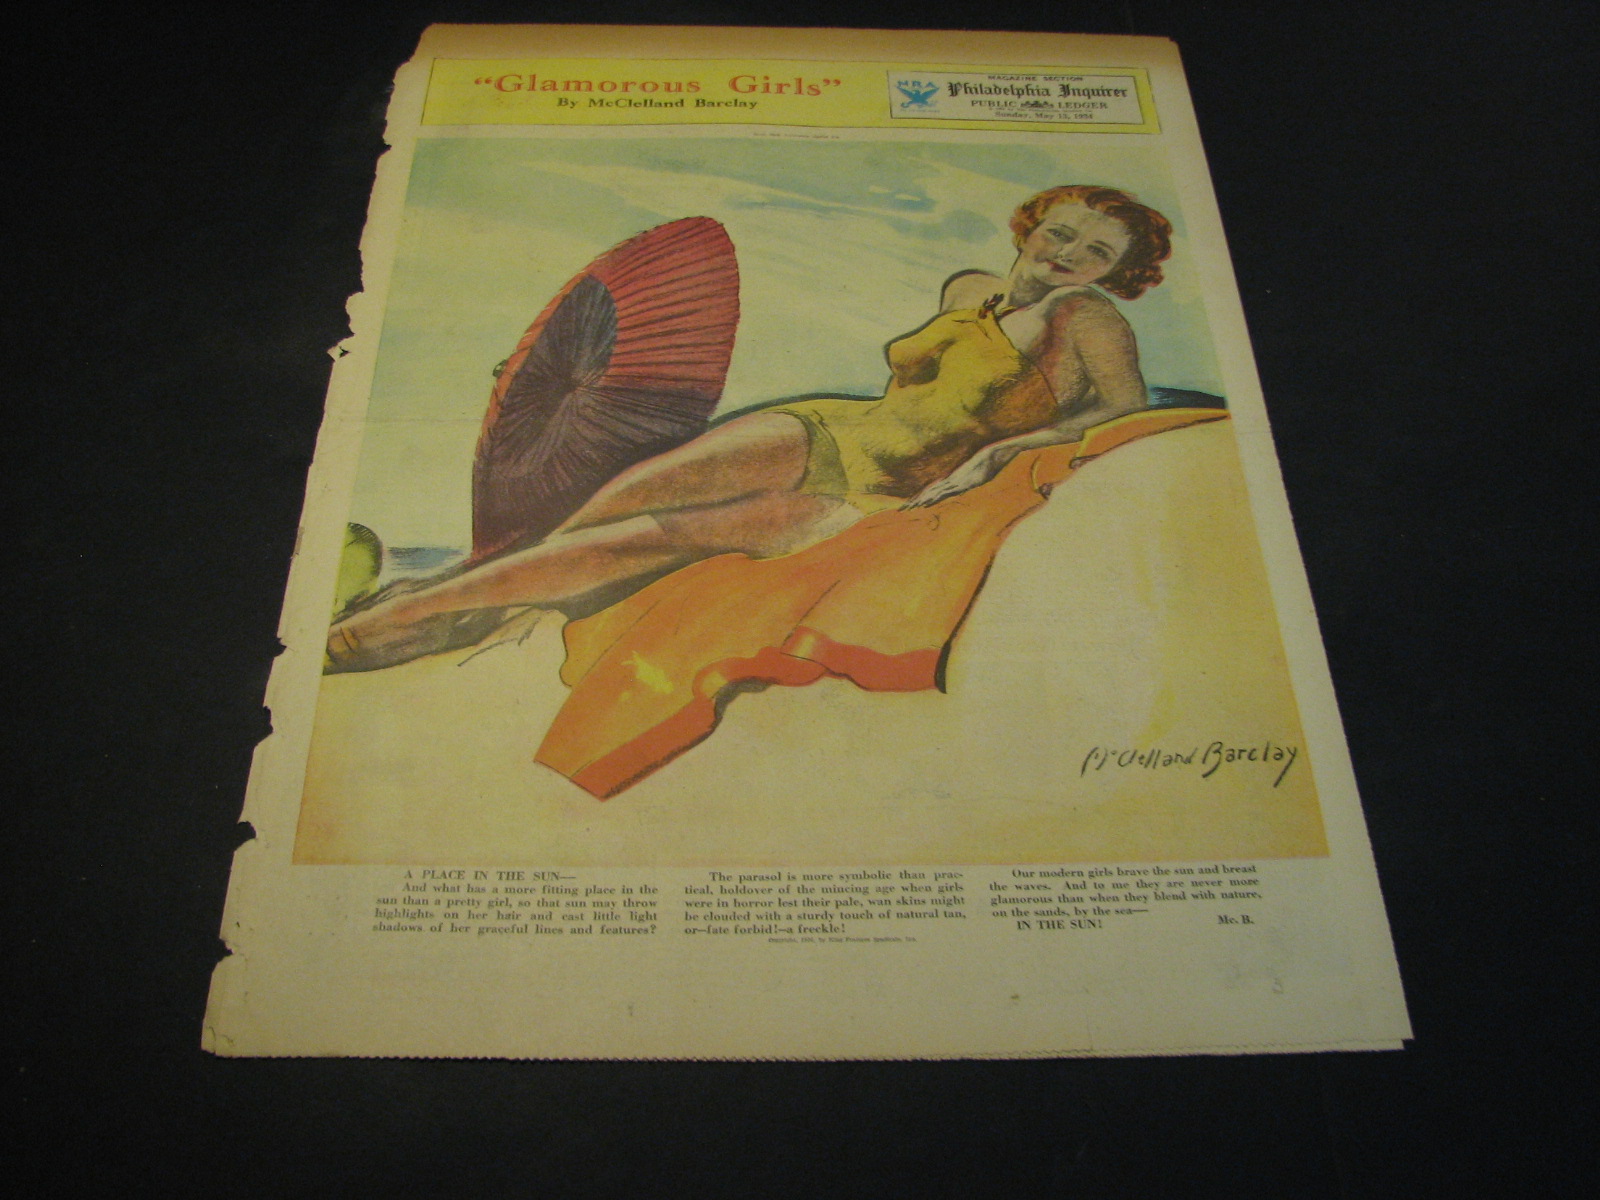 “Glamorous Girls”
By McClelland Barclay
NRA
MAGAZINE SECTION
Philadelphia Inquirer
PUBLIC LEDGER
Sunday, May 13, 1934
McClelland Barclay
A PLACE IN THE SUN—
And what has a more fitting place in the
sun than a pretty girl, so that sun may throw
highlights on her hair and cast little light
shadows of her graceful lines and features?
The parasol is more symbolic than prac-
tical, holdover of the mincing age when girls
were in horror lest their pale, wan skins might
be clouded with a sturdy touch of natural tan,
or—fate forbid!—a freckle!
Our modern girls brave the sun and breast
the waves. And to me they are never more
glamorous than when they blend with nature,
on the sands, by the sea—
IN THE SUN!
Mc. B.